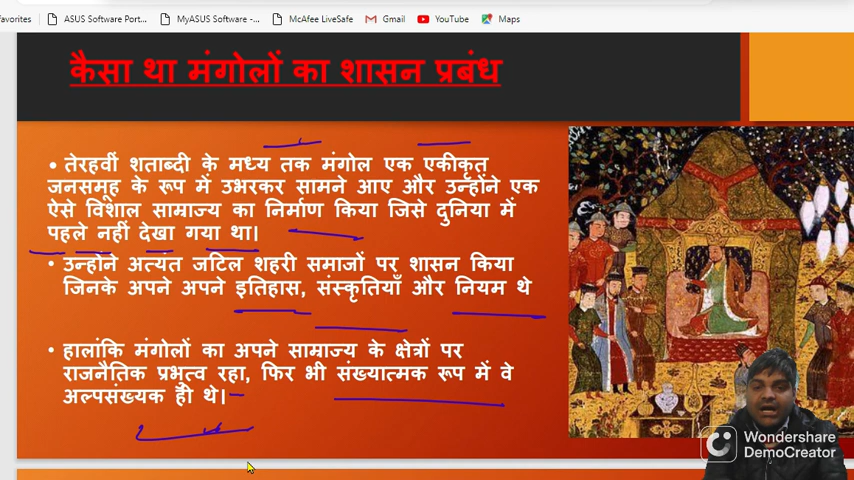 avorites
ASUS Software Port...
MyASUS Software -...
McAfee LiveSafe
Gmail
YouTube
Maps
कैसा था मंगोलों का शासन प्रबंध
• तेरहवीं शताब्दी के मध्य तक मंगोल एक एकीकृत
जनसमूह के रूप में उभरकर सामने आए और उन्होंने एक
ऐसे विशाल साम्राज्य का निर्माण किया जिसे दुनिया में
पहले नहीं देखा गया था।
• उन्होंने अत्यंत जटिल शहरी समाजों पर शासन किया
जिनके अपने अपने इतिहास, संस्कृतियाँ और नियम थे
• हालांकि मंगोलों का अपने साम्राज्य के क्षेत्रों पर
राजनैतिक प्रभुत्व रहा, फिर भी संख्यात्मक रूप में वे
अल्पसंख्यक ही थे।
Wondershare
DemoCreator